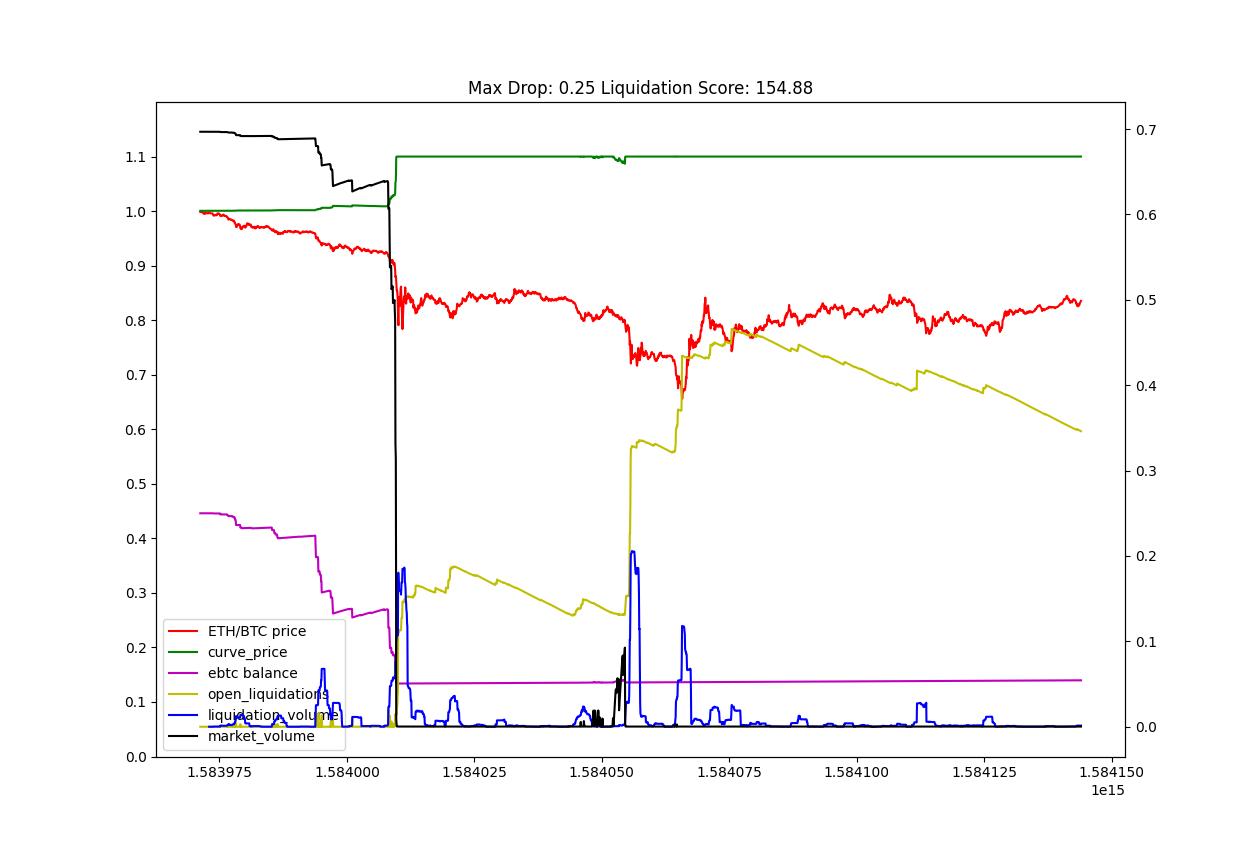 Max Drop: 0.25 Liquidation Score: 154.88
1.1
1.0
0.9
0.8
0.7
0.6
0.5
0.4
0.3
0.2
0.1
0.0
0.7
0.6
0.5
0.4
0.3
0.2
0.1
0.0
ETH/BTC price
curve_price
ebtc balance
open_liquidations
liquidation_volume
market_volume
1.583975 1.584000 1.584025 1.584050 1.584075 1.584100 1.584125 1.584150
1e15